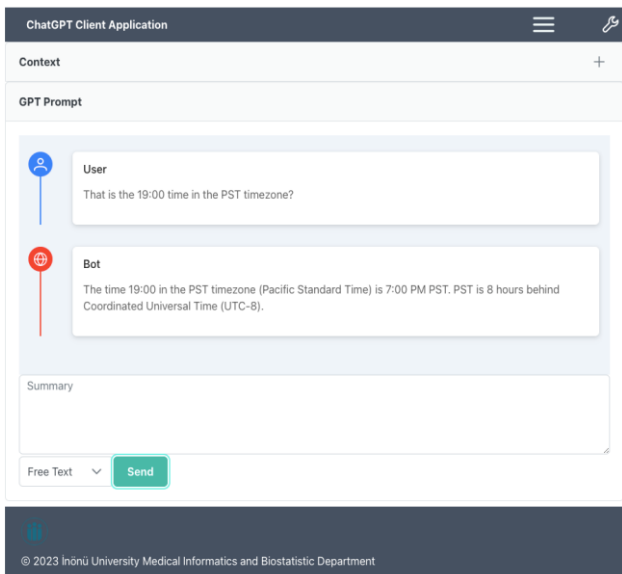 ChatGPT Client Application
Context
GPT Prompt
User
That is the 19:00 time in the PST timezone?
Bot
The time 19:00 in the PST timezone (Pacific Standard Time) is 7:00 PM PST. PST is 8 hours behind
Coordinated Universal Time (UTC-8).
Summary
Free Text
Send
© 2023 İnönü University Medical Informatics and Biostatistic Department